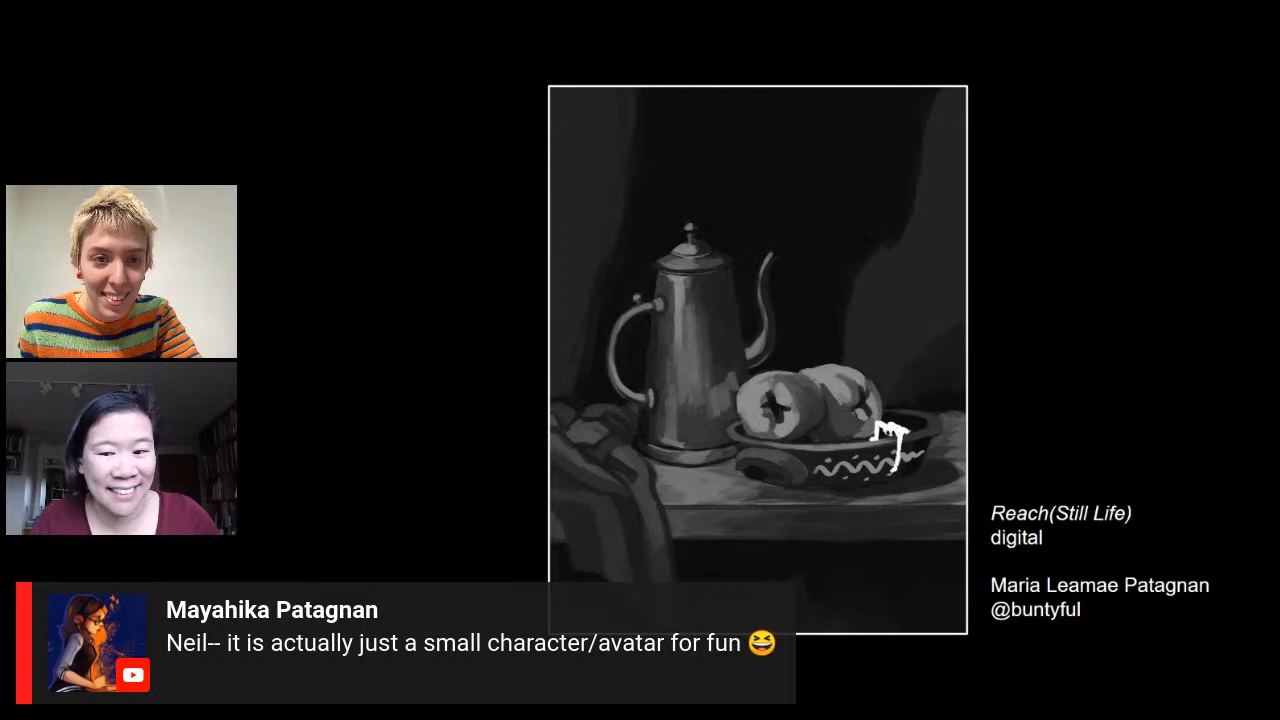 Reach(Still Life)
digital
Maria Leamae Patagnan
@buntyful
Mayahika Patagnan
Neil-- it is actually just a small character/avatar for fun 😆